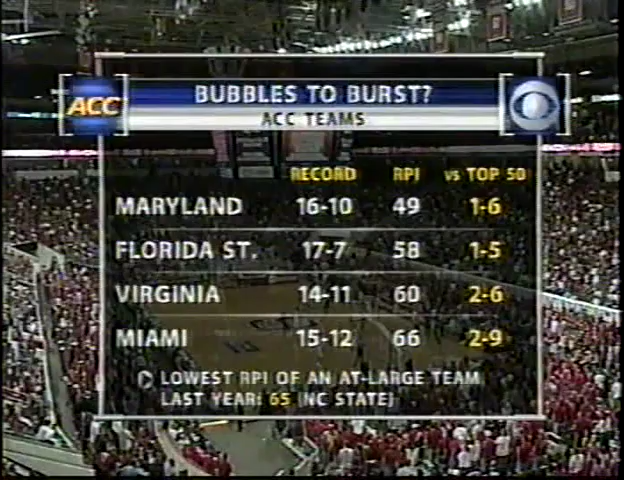 ACC
BUBBLES TO BURST?
ACC TEAMS
RECORD RPI vs TOP 50
MARYLAND 16-10 49 1-6
FLORIDA ST. 17-7 58 1-5
VIRGINIA 14-11 60 2-6
MIAMI 15-12 66 2-9
LOWEST RPI OF AN AT-LARGE TEAM
LAST YEAR: 65 (NC STATE)